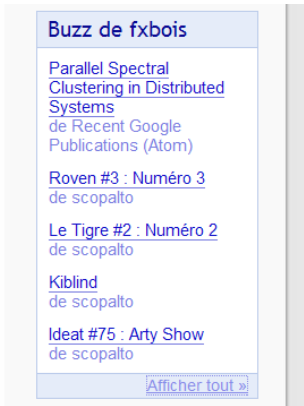 Buzz de fxbois
Parallel Spectral
Clustering in Distributed
Systems
de Recent Google
Publications (Atom)
Roven #3 : Numéro 3
de scopalto
Le Tigre #2 : Numéro 2
de scopalto
Kiblind
de scopalto
Ideat #75 : Arty Show
de scopalto
Afficher tout »